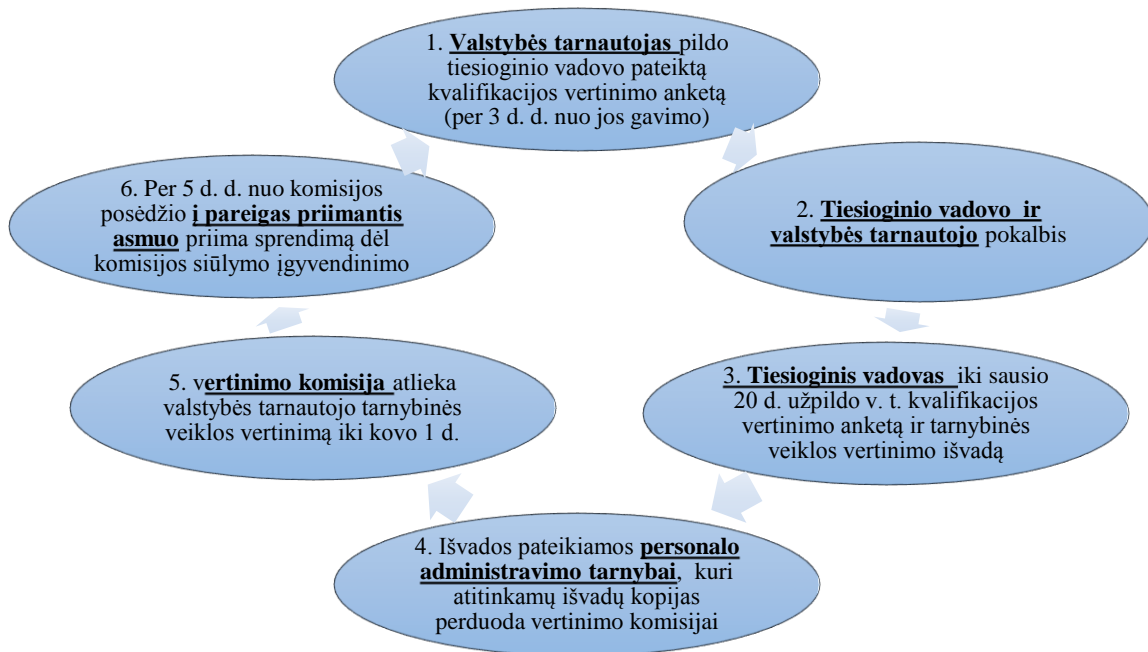 1. Valstybės tarnautojas pildo
tiesioginio vadovo pateiktą
kvalifikacijos vertinimo anketą
(per 3 d. d. nuo jos gavimo)
2. Tiesioginio vadovo ir
valstybės tarnautojo pokalbis
3. Tiesioginis vadovas iki sausio
20 d. užpildo v. t. kvalifikacijos
vertinimo anketą ir tarnybinės
veiklos vertinimo išvadą
4. Išvados pateikiamos personalo
administravimo tarnybai, kuri
atitinkamų išvadų kopijas
perduoda vertinimo komisijai
5. vertinimo komisija atlieka
valstybės tarnautojo tarnybinės
veiklos vertinimą iki kovo 1 d.
6. Per 5 d. d. nuo komisijos
posėdžio į pareigas priimantis
asmuo priima sprendimą dėl
komisijos siūlymo įgyvendinimo